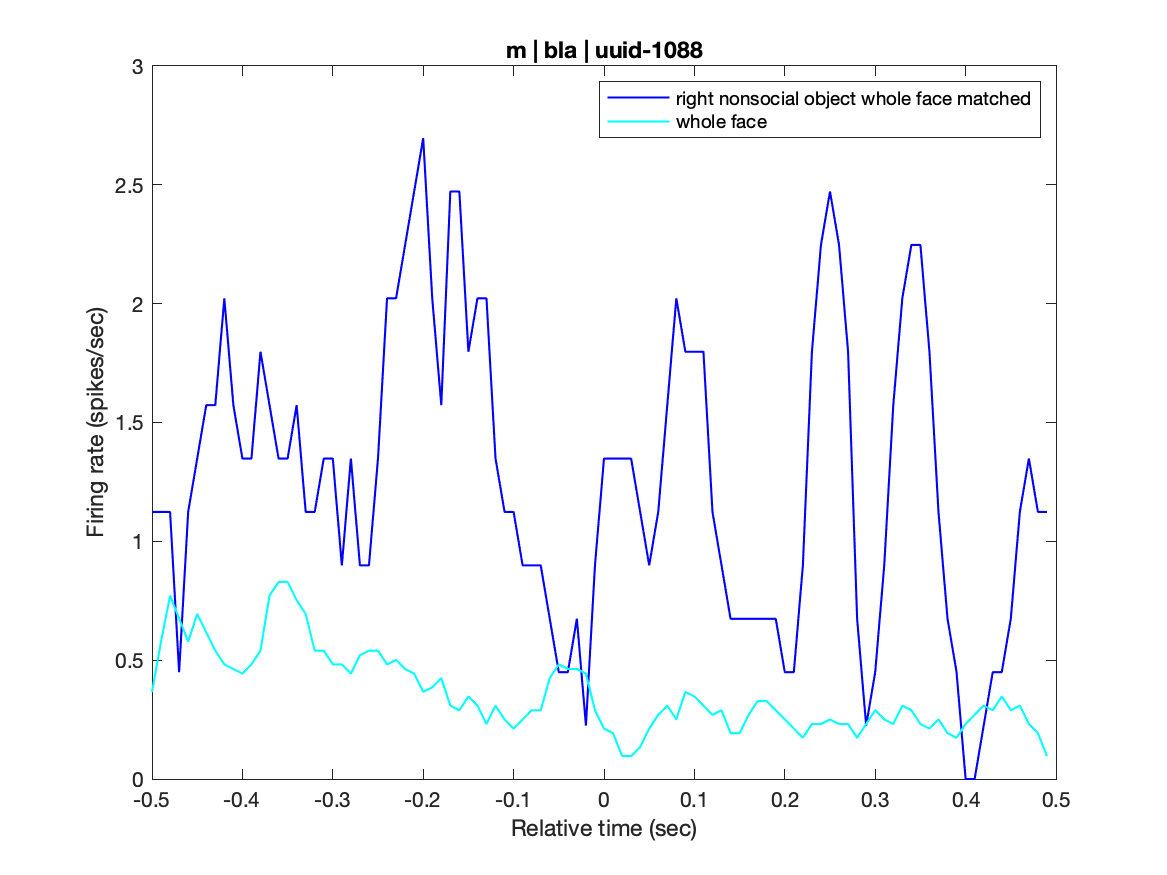 m | bla | uuid-1088
right nonsocial object whole face matched
whole face
3
2.5
2
1.5
1
0.5
0
Firing rate (spikes/sec)
-0.5 -0.4 -0.3 -0.2 -0.1 0 0.1 0.2 0.3 0.4 0.5
Relative time (sec)